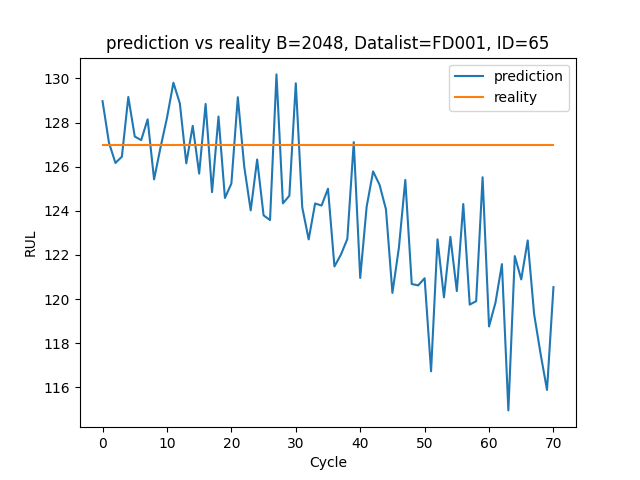 prediction vs reality B=2048, Datalist=FD001, ID=65
prediction
reality
130
128
126
124
122
120
118
116
RUL
0 10 20 30 40 50 60 70
Cycle